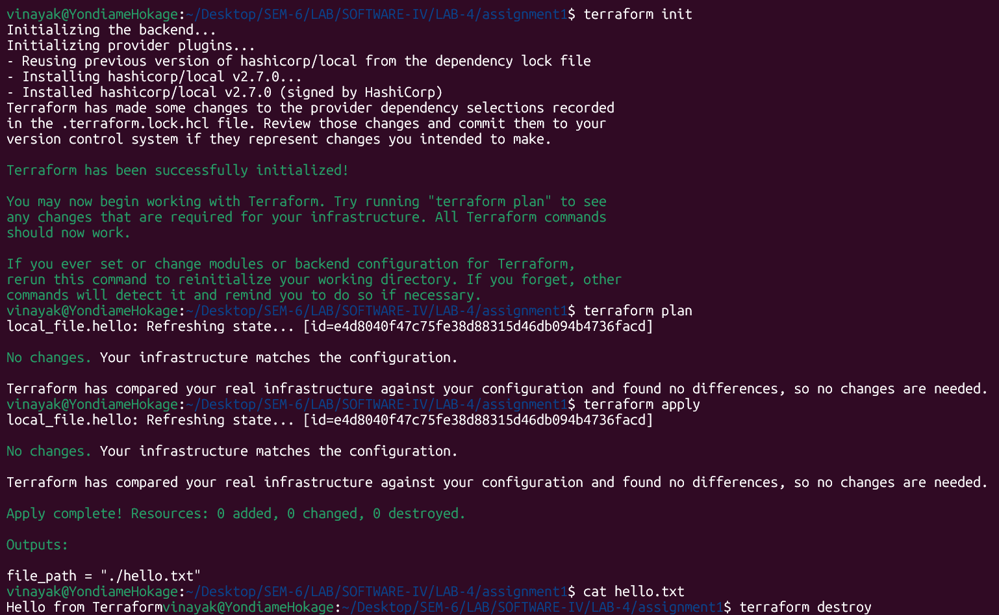 vinayak@YondiameHokage:~/Desktop/SEM-6/LAB/SOFTWARE-IV/LAB-4/assignment1$ terraform init
Initializing the backend...
Initializing provider plugins...
- Reusing previous version of hashicorp/local from the dependency lock file
- Installing hashicorp/local v2.7.0...
- Installed hashicorp/local v2.7.0 (signed by HashiCorp)
Terraform has made some changes to the provider dependency selections recorded
in the .terraform.lock.hcl file. Review those changes and commit them to your
version control system if they represent changes you intended to make.
Terraform has been successfully initialized!
You may now begin working with Terraform. Try running "terraform plan" to see
any changes that are required for your infrastructure. All Terraform commands
should now work.
If you ever set or change modules or backend configuration for Terraform,
rerun this command to reinitialize your working directory. If you forget, other
commands will detect it and remind you to do so if necessary.
vinayak@YondiameHokage:~/Desktop/SEM-6/LAB/SOFTWARE-IV/LAB-4/assignment1$ terraform plan
local_file.hello: Refreshing state... [id=e4d8040f47c75fe38d88315d46db094b4736facd]
No changes. Your infrastructure matches the configuration.
Terraform has compared your real infrastructure against your configuration and found no differences, so no changes are needed.
vinayak@YondiameHokage:~/Desktop/SEM-6/LAB/SOFTWARE-IV/LAB-4/assignment1$ terraform apply
local_file.hello: Refreshing state... [id=e4d8040f47c75fe38d88315d46db094b4736facd]
No changes. Your infrastructure matches the configuration.
Terraform has compared your real infrastructure against your configuration and found no differences, so no changes are needed.
Apply complete! Resources: 0 added, 0 changed, 0 destroyed.
Outputs:
file_path = "./hello.txt"
vinayak@YondiameHokage:~/Desktop/SEM-6/LAB/SOFTWARE-IV/LAB-4/assignment1$ cat hello.txt
Hello from Terraformvinayak@YondiameHokage:~/Desktop/SEM-6/LAB/SOFTWARE-IV/LAB-4/assignment1$ terraform destroy